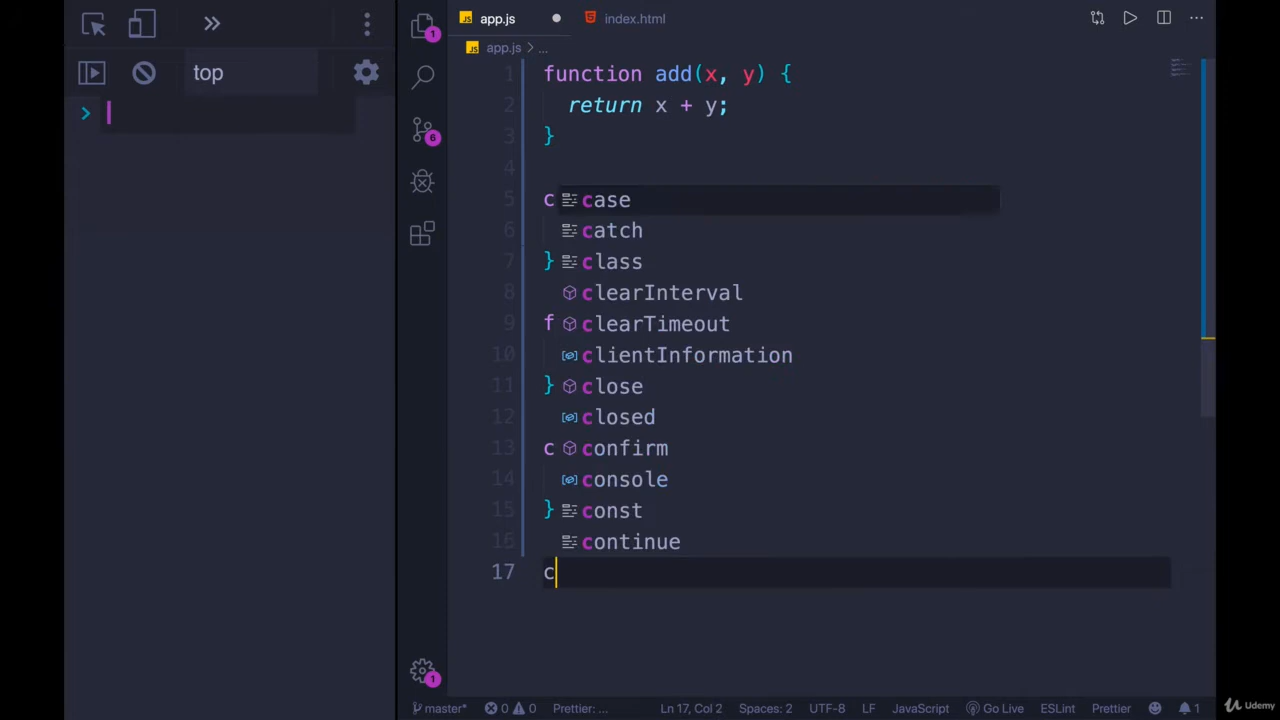 app.js
index.html
top
app.js > ...
>
1 function add(x, y) {
2 return x + y;
3 }
4
5 c
6
7 }
8
9 f
10
11 }
12
13 c
14
15 }
16
17 c
case
catch
class
clearInterval
clearTimeout
clientInformation
close
closed
confirm
console
const
continue
1
6
1
master* 0 0 Prettier: ... Ln 17, Col 2 Spaces: 2 UTF-8 LF JavaScript Go Live ESLint Prettier 1
Udemy